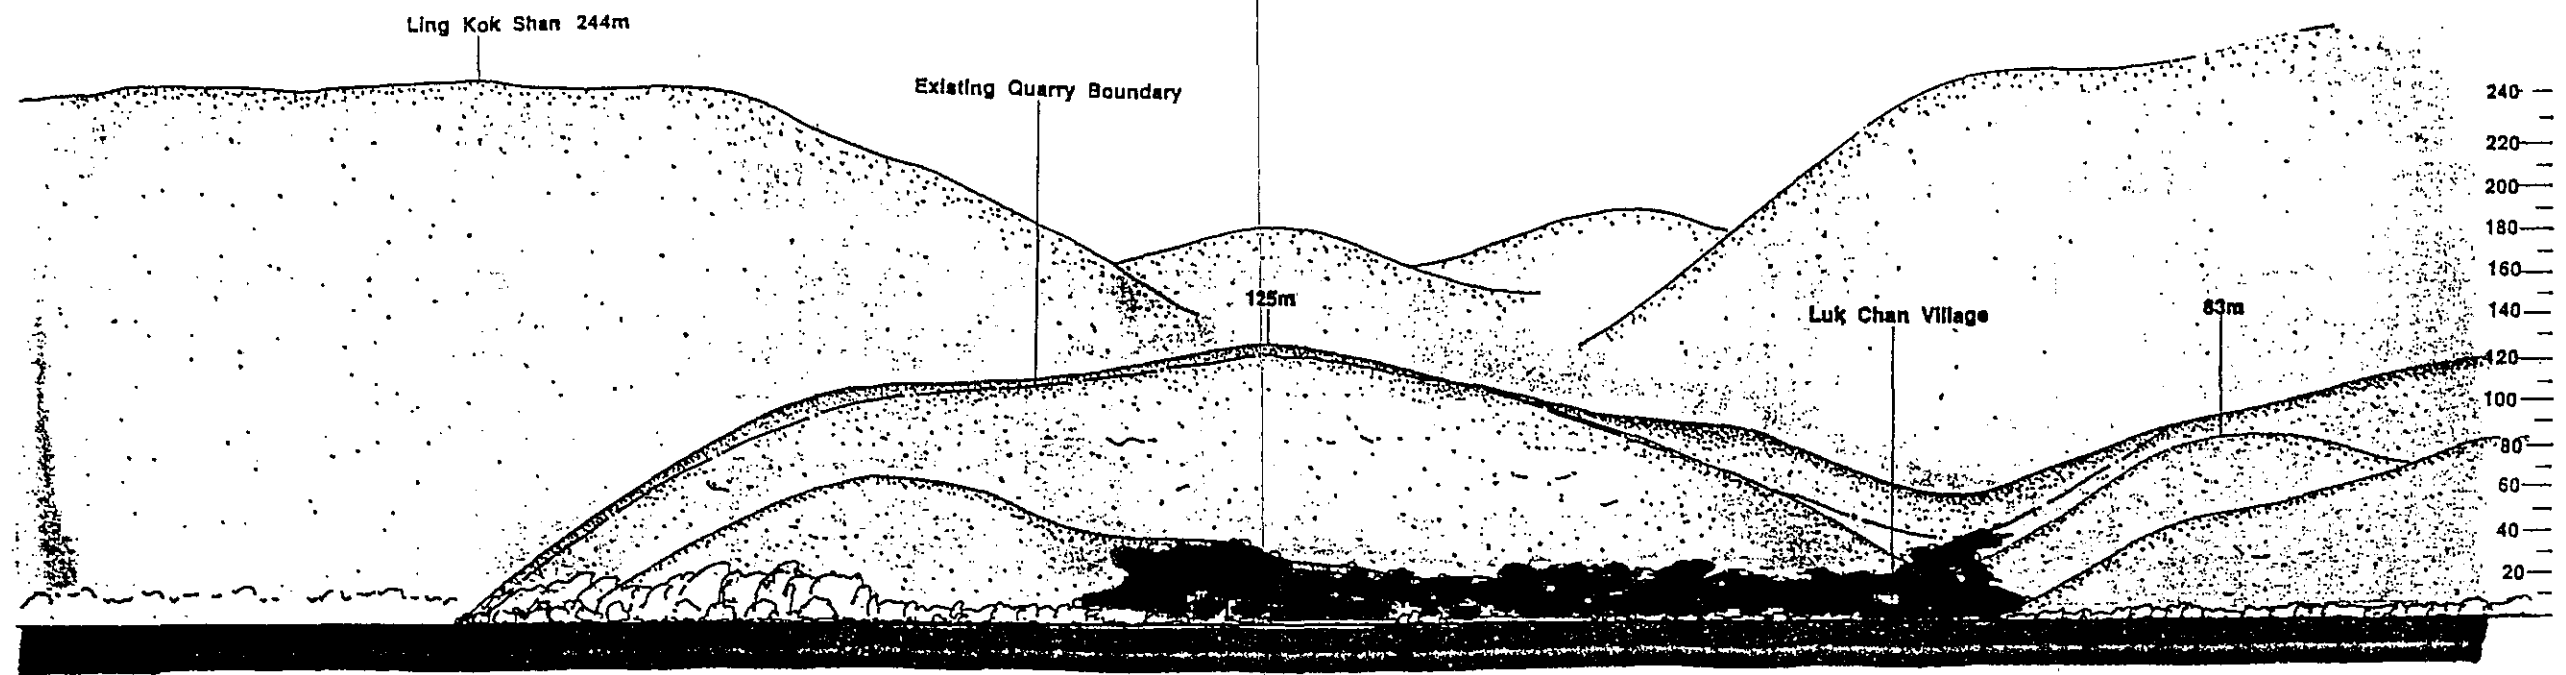 Ling Kok Shan 244m
Existing Quarry Boundary
125m
Luk Chan Village
83m
240
220
200
180
160
140
120
100
80
60
40
20